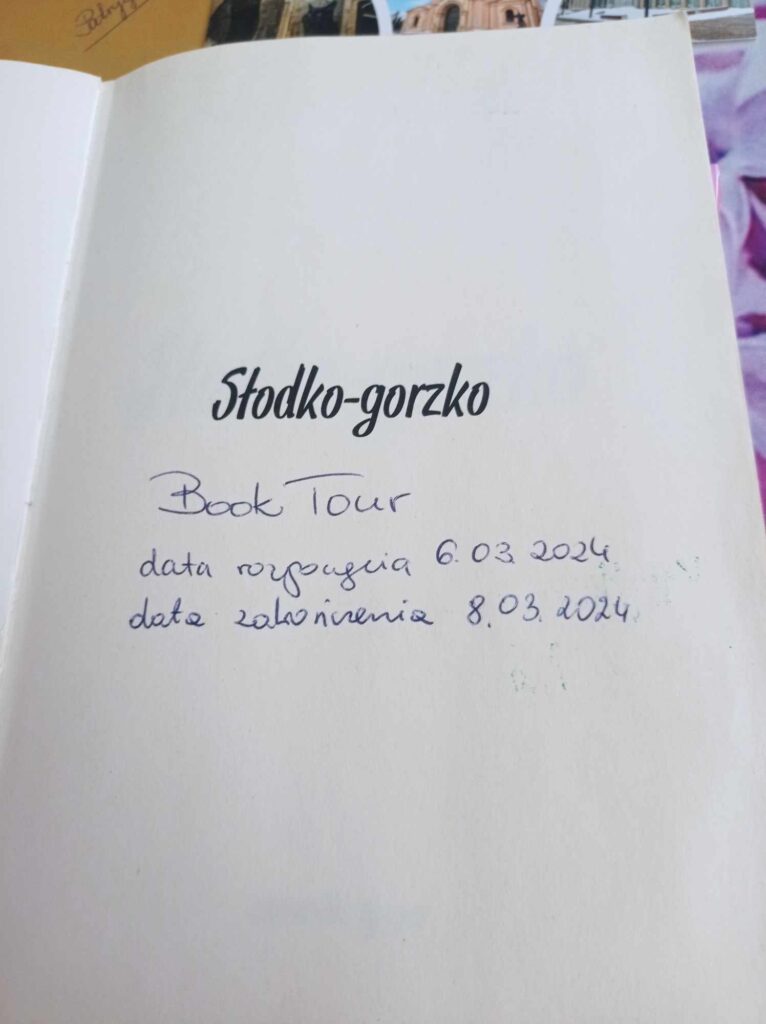 Słodko-gorzko
Book Tour
data rozpoczęcia 6.03.2024
data zakończenia 8.03.2024